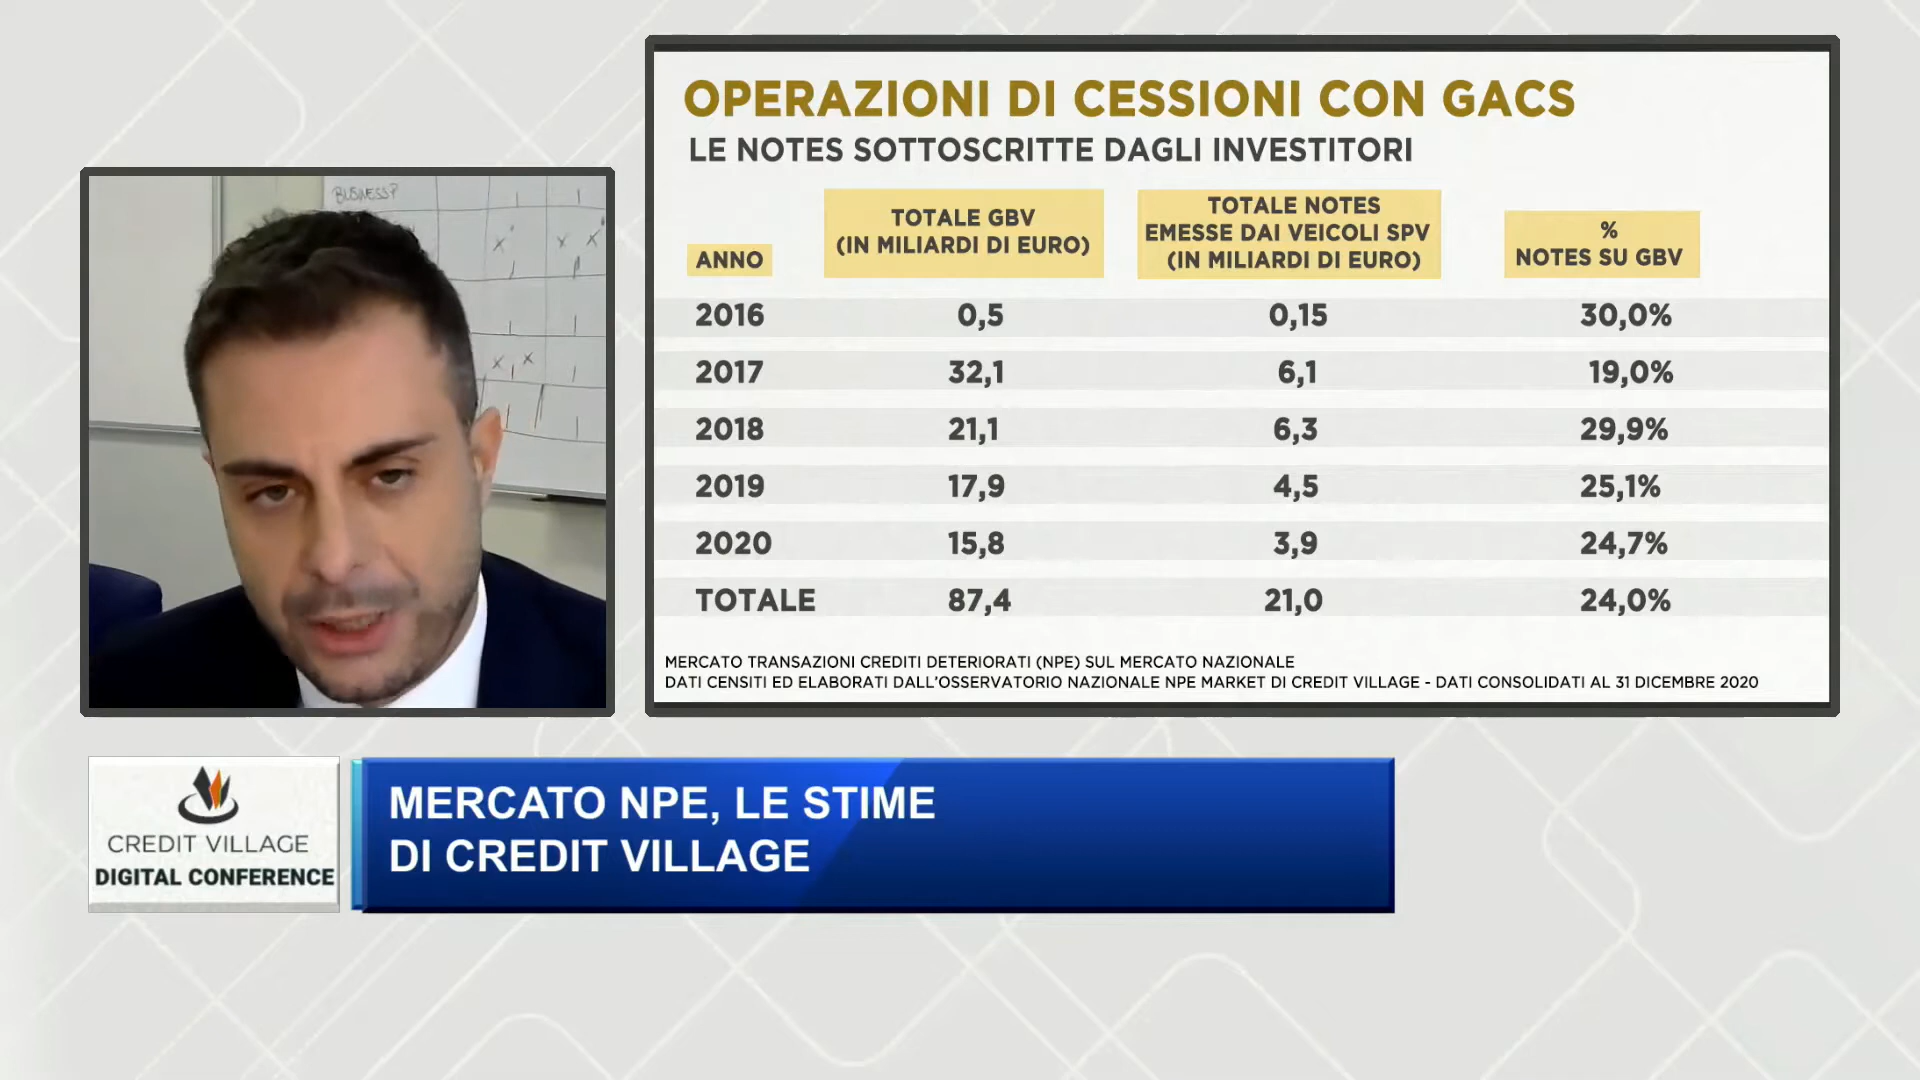 OPERAZIONI DI CESSIONI CON GACS
LE NOTES SOTTOSCRITTE DAGLI INVESTITORI
ANNO
TOTALE GBV
(IN MILIARDI DI EURO)
TOTALE NOTES
EMESSE DAI VEICOLI SPV
(IN MILIARDI DI EURO)
%
NOTES SU GBV
2016 0,5 0,15 30,0%
2017 32,1 6,1 19,0%
2018 21,1 6,3 29,9%
2019 17,9 4,5 25,1%
2020 15,8 3,9 24,7%
TOTALE 87,4 21,0 24,0%
MERCATO TRANSAZIONI CREDITI DETERIORATI (NPE) SUL MERCATO NAZIONALE
DATI CENSITI ED ELABORATI DALL'OSSERVATORIO NAZIONALE NPE MARKET DI CREDIT VILLAGE - DATI CONSOLIDATI AL 31 DICEMBRE 2020
BUSINESS
CREDIT VILLAGE
DIGITAL CONFERENCE
MERCATO NPE, LE STIME
DI CREDIT VILLAGE